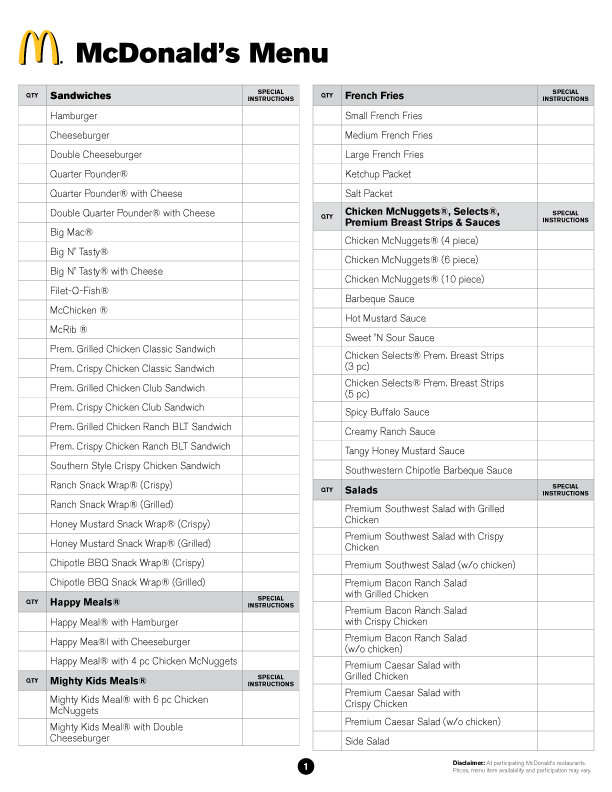 McDonald's Menu
QTY Sandwiches SPECIAL INSTRUCTIONS
Hamburger
Cheeseburger
Double Cheeseburger
Quarter Pounder®
Quarter Pounder® with Cheese
Double Quarter Pounder® with Cheese
Big Mac®
Big N' Tasty®
Big N' Tasty® with Cheese
Filet-O-Fish®
McChicken ®
McRib ®
Prem. Grilled Chicken Classic Sandwich
Prem. Crispy Chicken Classic Sandwich
Prem. Grilled Chicken Club Sandwich
Prem. Crispy Chicken Club Sandwich
Prem. Grilled Chicken Ranch BLT Sandwich
Prem. Crispy Chicken Ranch BLT Sandwich
Southern Style Crispy Chicken Sandwich
Ranch Snack Wrap® (Crispy)
Ranch Snack Wrap® (Grilled)
Honey Mustard Snack Wrap® (Crispy)
Honey Mustard Snack Wrap® (Grilled)
Chipotle BBQ Snack Wrap® (Crispy)
Chipotle BBQ Snack Wrap® (Grilled)
QTY Happy Meals® SPECIAL INSTRUCTIONS
Happy Meal® with Hamburger
Happy Mea®l with Cheeseburger
Happy Meal® with 4 pc Chicken McNuggets
QTY Mighty Kids Meals® SPECIAL INSTRUCTIONS
Mighty Kids Meal® with 6 pc Chicken
McNuggets
Mighty Kids Meal® with Double
Cheeseburger
QTY French Fries SPECIAL INSTRUCTIONS
Small French Fries
Medium French Fries
Large French Fries
Ketchup Packet
Salt Packet
QTY Chicken McNuggets®, Selects®,
Premium Breast Strips & Sauces SPECIAL INSTRUCTIONS
Chicken McNuggets® (4 piece)
Chicken McNuggets® (6 piece)
Chicken McNuggets® (10 piece)
Barbeque Sauce
Hot Mustard Sauce
Sweet 'N Sour Sauce
Chicken Selects® Prem. Breast Strips
(3 pc)
Chicken Selects® Prem. Breast Strips
(5 pc)
Spicy Buffalo Sauce
Creamy Ranch Sauce
Tangy Honey Mustard Sauce
Southwestern Chipotle Barbeque Sauce
QTY Salads SPECIAL INSTRUCTIONS
Premium Southwest Salad with Grilled
Chicken
Premium Southwest Salad with Crispy
Chicken
Premium Southwest Salad (w/o chicken)
Premium Bacon Ranch Salad
with Grilled Chicken
Premium Bacon Ranch Salad
with Crispy Chicken
Premium Bacon Ranch Salad
(w/o chicken)
Premium Caesar Salad with
Grilled Chicken
Premium Caesar Salad with
Crispy Chicken
Premium Caesar Salad (w/o chicken)
Side Salad
1
Disclaimer: At participating McDonald's restaurants.
Prices, menu item availability and participation may vary.